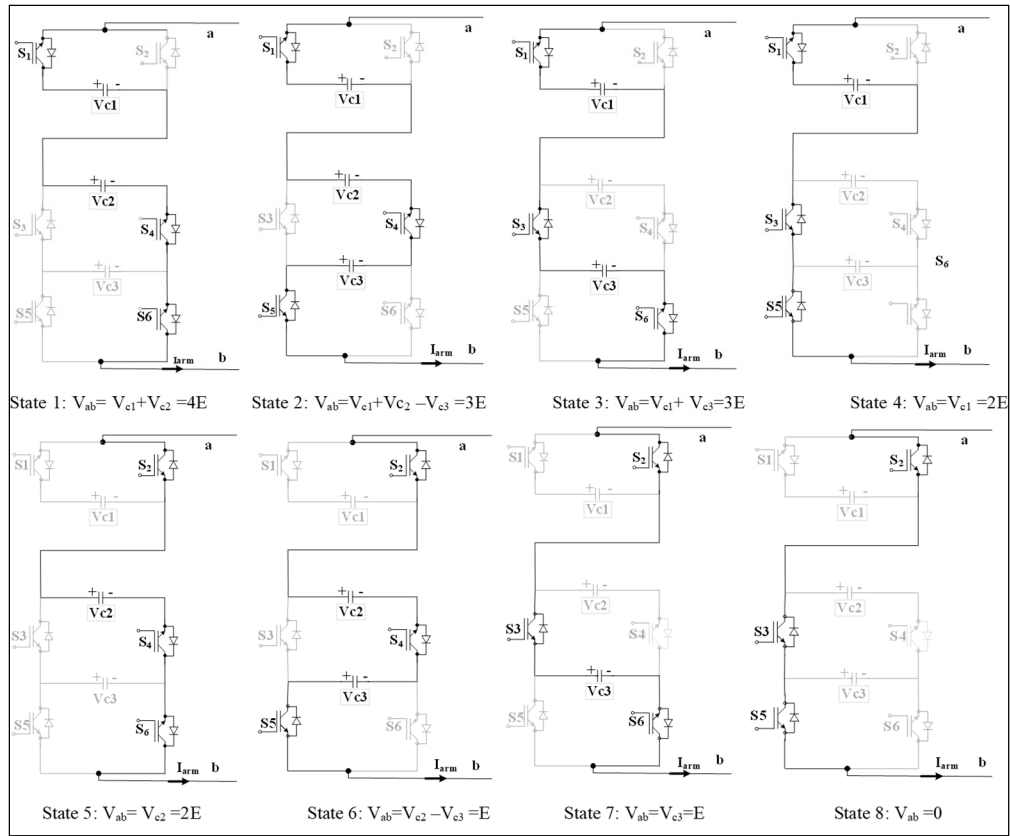 a
S1
S2
+ -
Vc1
+ -
Vc2
S3
S4
+ -
Vc3
S5
S6
Iarm b
State 1: Vab= Vc1+Vc2 =4E
a
S1
S2
+ -
Vc1
+ -
Vc2
S3
S4
+ -
Vc3
S5
S6
Iarm b
State 2: Vab=Vc1+Vc2 –Vc3 =3E
a
S1
S2
+ -
Vc1
+ -
Vc2
S3
S4
+ -
Vc3
S5
S6
Iarm b
State 3: Vab=Vc1+ Vc3=3E
a
S1
S2
+ -
Vc1
+ -
Vc2
S3
S4
+ -
Vc3
S6
S5
Iarm b
State 4: Vab=Vc1 =2E
a
S1
S2
+ -
Vc1
+ -
Vc2
S3
S4
+ -
Vc3
S5
S6
Iarm b
State 5: Vab= Vc2 =2E
a
S1
S2
+ -
Vc1
+ -
Vc2
S3
S4
+ -
Vc3
S5
S6
Iarm b
State 6: Vab=Vc2 –Vc3 =E
a
S1
S2
+ -
Vc1
+ -
Vc2
S3
S4
+ -
Vc3
S5
S6
Iarm b
State 7: Vab=Vc3=E
a
S1
S2
+ -
Vc1
+ -
Vc2
S3
S4
+ -
Vc3
S5
S6
Iarm b
State 8: Vab =0